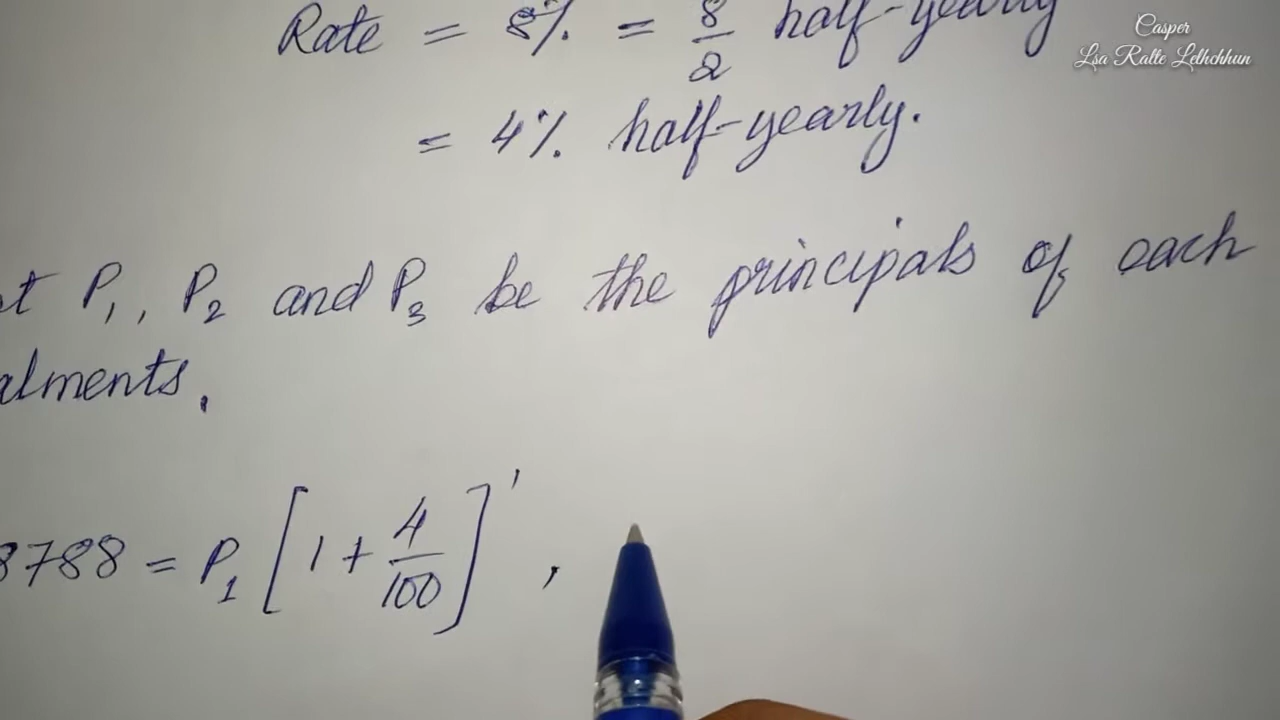 Rate = 8% = 8/2 half-yearly
Casper
Lsa Ralte Lethchhun
= 4% half-yearly.
t P₁, P₂ and P₃ be the principals of each
alments.
8788 = P₁ [1 + 4/100]¹,